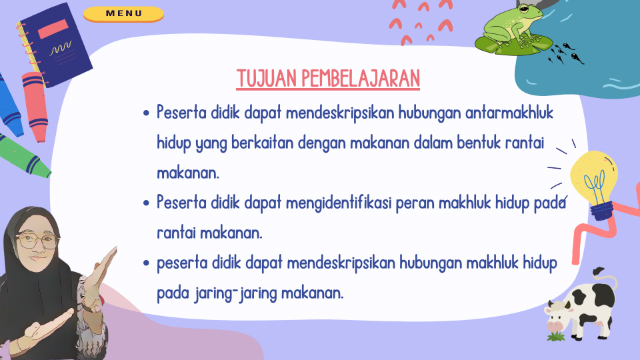 MENU
TUJUAN PEMBELAJARAN
• Peserta didik dapat mendeskripsikan hubungan antarmakhluk
hidup yang berkaitan dengan makanan dalam bentuk rantai
makanan.
• Peserta didik dapat mengidentifikasi peran makhluk hidup pada
rantai makanan.
• peserta didik dapat mendeskripsikan hubungan makhluk hidup
pada jaring-jaring makanan.